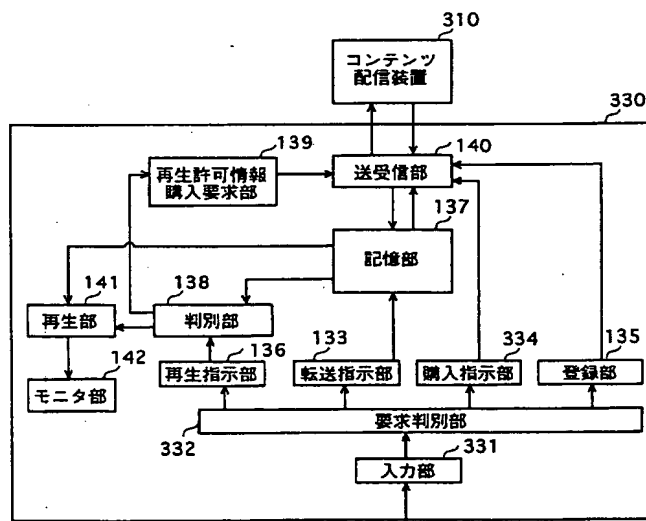 310
コンテンツ
配信装置
330
139
140
再生許可情報
購入要求部
送受信部
137
記憶部
141
138
再生部
判別部
136
133
334
135
142
再生指示部
転送指示部
購入指示部
登録部
モニタ部
要求判別部
332
331
入力部